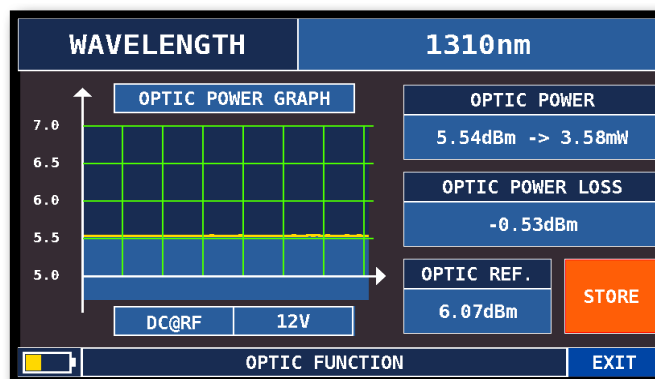 WAVELENGTH 1310nm
OPTIC POWER GRAPH
7.0
6.5
6.0
5.5
5.0
DC@RF 12V
OPTIC POWER
5.54dBm -> 3.58mW
OPTIC POWER LOSS
-0.53dBm
OPTIC REF.
6.07dBm
STORE
OPTIC FUNCTION
EXIT